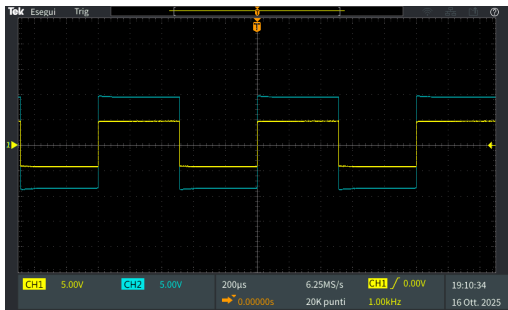 Tek Esegui Trig
T
1
CH1 5.00V CH2 5.00V 200µs 6.25MS/s CH1 0.00V 19:10:34
0.00000s 20K punti 1.00kHz 16 Ott. 2025